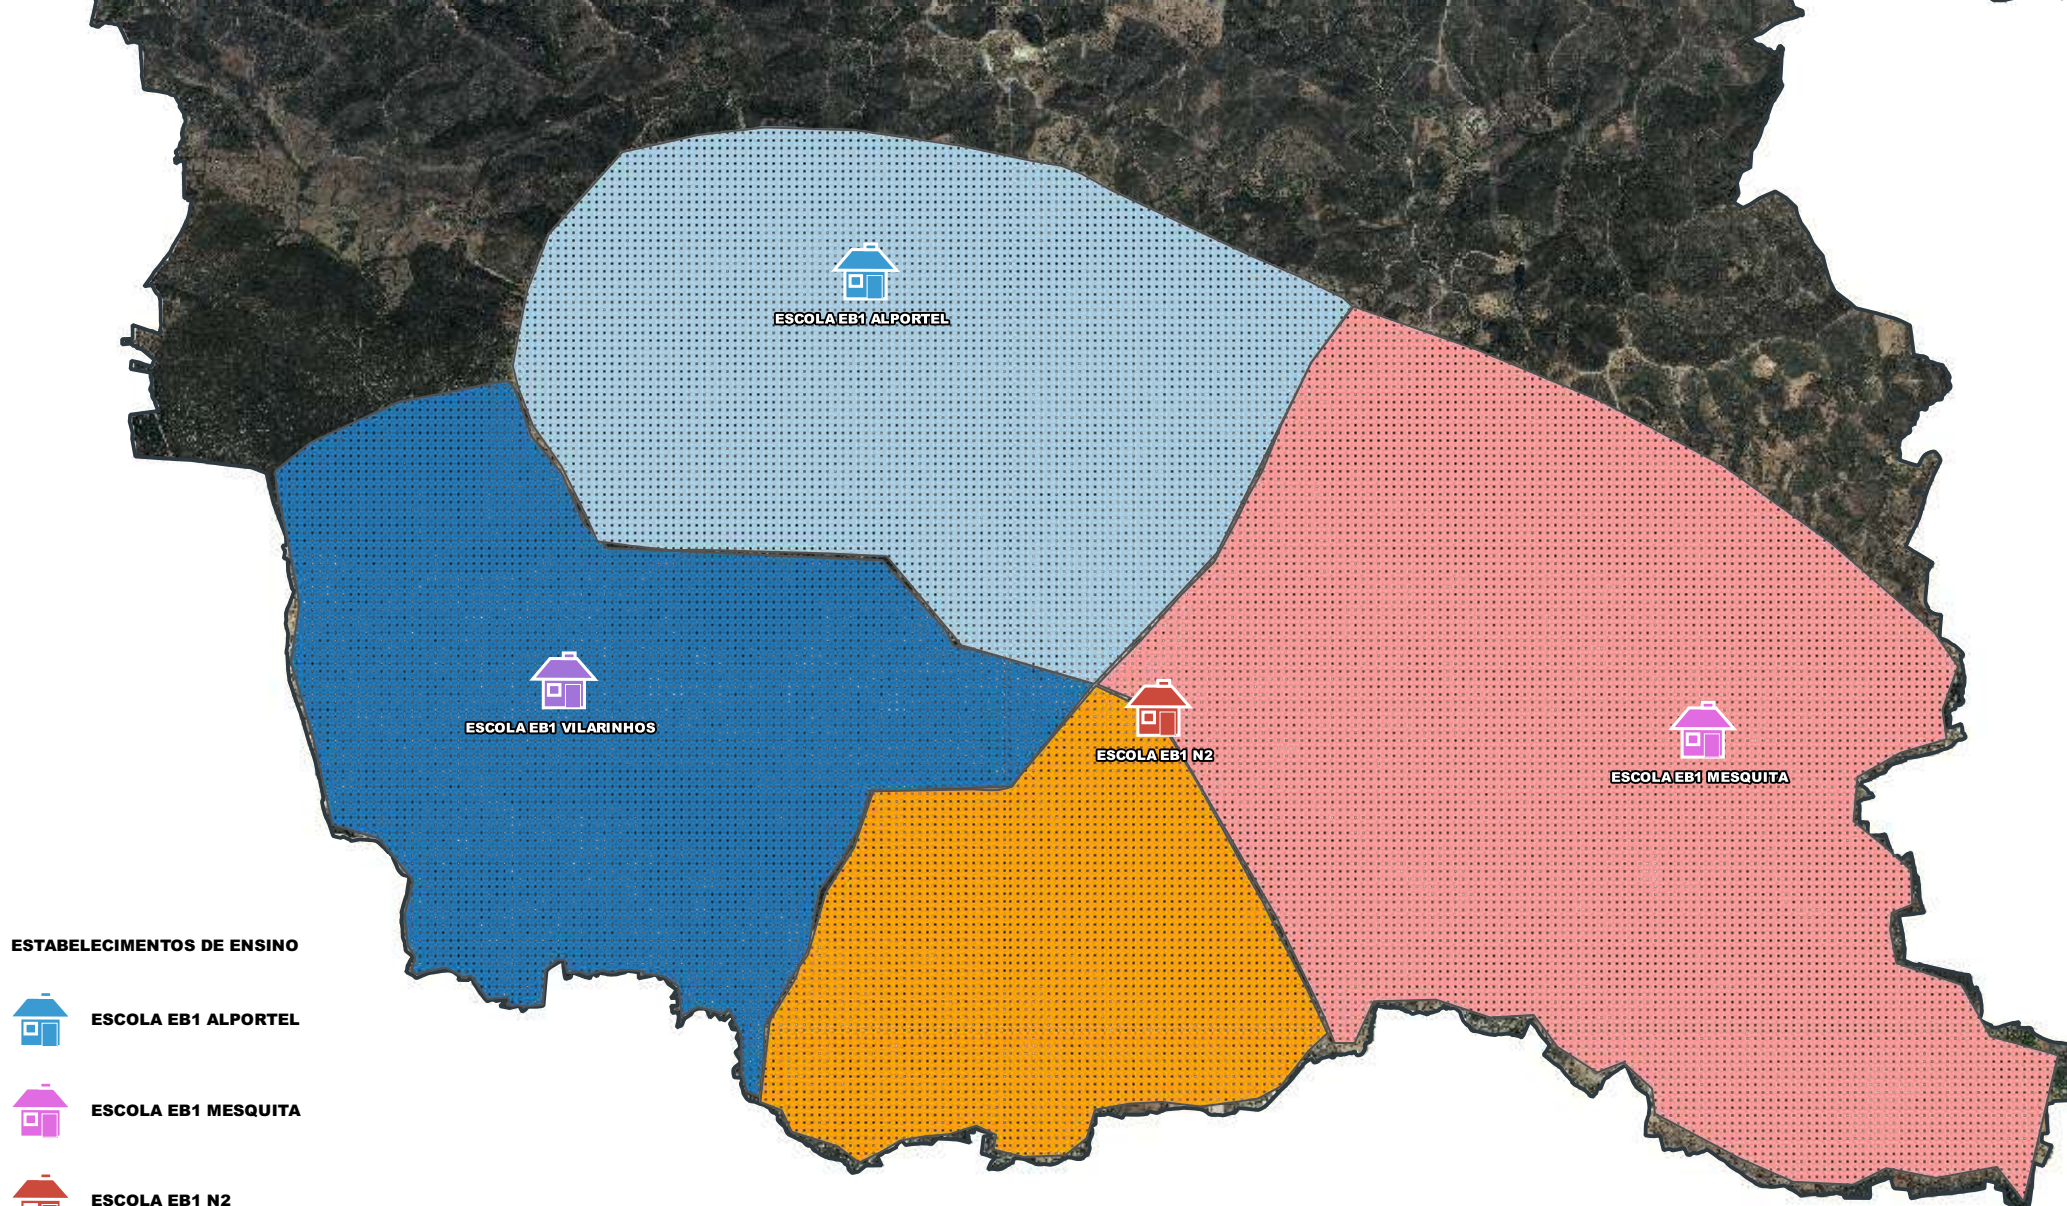 ESCOLA EB1 ALPORTEL
ESCOLA EB1 VILARINHOS
ESCOLA EB1 N2
ESCOLA EB1 MESQUITA
ESTABELECIMENTOS DE ENSINO
ESCOLA EB1 ALPORTEL
ESCOLA EB1 MESQUITA
ESCOLA EB1 N2